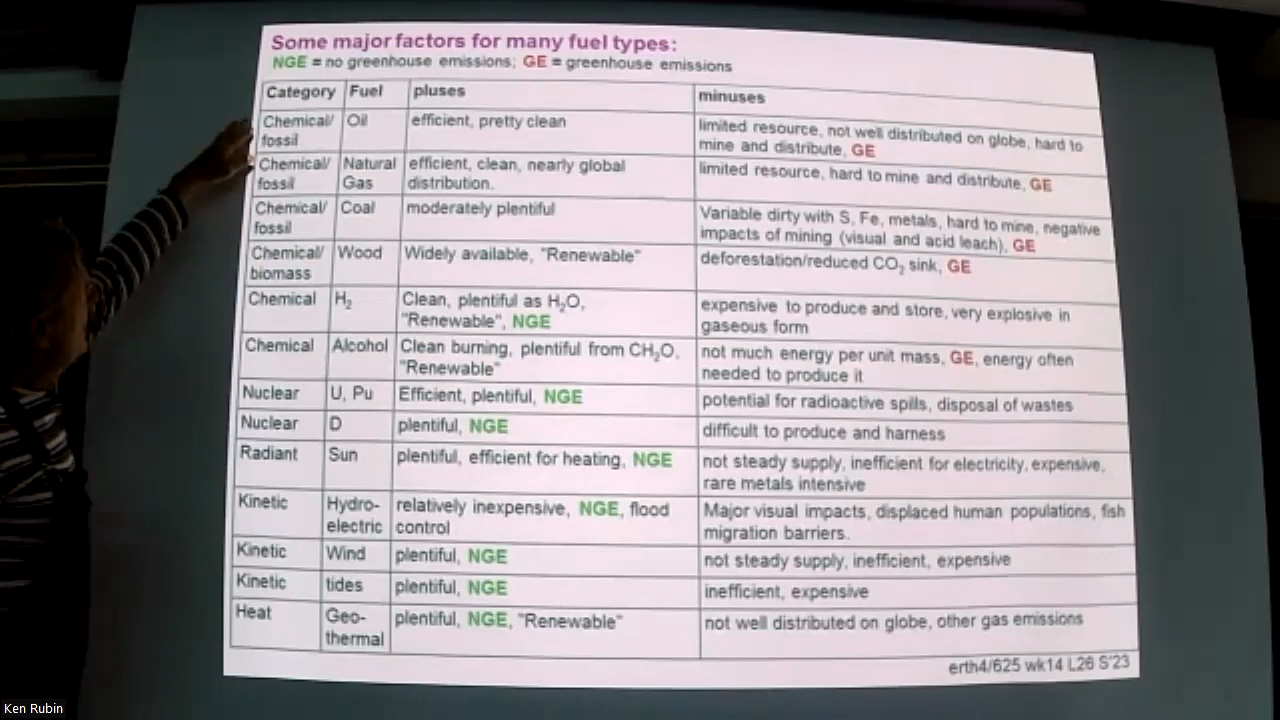 Some major factors for many fuel types:
NGE = no greenhouse emissions; GE = greenhouse emissions
Category Fuel pluses minuses
Chemical/ Oil efficient, pretty clean limited resource, not well distributed on globe, hard to
fossil mine and distribute, GE
Chemical/ Natural efficient, clean, nearly global limited resource, hard to mine and distribute, GE
fossil Gas distribution.
Chemical/ Coal moderately plentiful Variable dirty with S, Fe, metals, hard to mine, negative
fossil impacts of mining (visual and acid leach), GE
Chemical/ Wood Widely available, "Renewable" deforestation/reduced CO₂ sink, GE
biomass
Chemical H₂ Clean, plentiful as H₂O, expensive to produce and store, very explosive in
"Renewable", NGE gaseous form
Chemical Alcohol Clean burning, plentiful from CH₂O, not much energy per unit mass, GE, energy often
"Renewable" needed to produce it
Nuclear U, Pu Efficient, plentiful, NGE potential for radioactive spills, disposal of wastes
Nuclear D plentiful, NGE difficult to produce and harness
Radiant Sun plentiful, efficient for heating, NGE not steady supply, inefficient for electricity, expensive,
rare metals intensive
Kinetic Hydro- relatively inexpensive, NGE, flood Major visual impacts, displaced human populations, fish
electric control migration barriers.
Kinetic Wind plentiful, NGE not steady supply, inefficient, expensive
Kinetic tides plentiful, NGE inefficient, expensive
Heat Geo- plentiful, NGE, "Renewable" not well distributed on globe, other gas emissions
thermal
erth4/625 wk14 L26 S'23
Ken Rubin